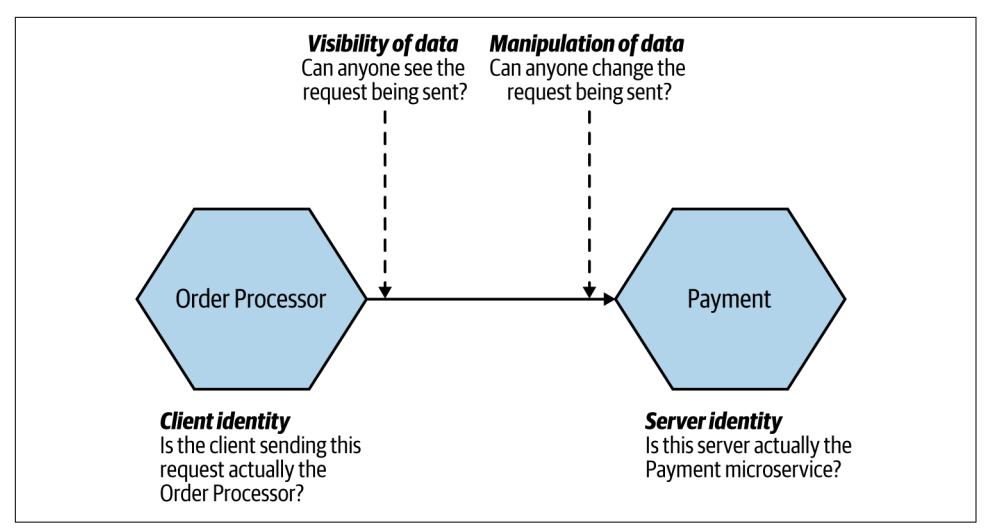 Visibility of data
Can anyone see the
request being sent?
Manipulation of data
Can anyone change the
request being sent?
Order Processor
Payment
Client identity
Is the client sending this
request actually the
Order Processor?
Server identity
Is this server actually the
Payment microservice?